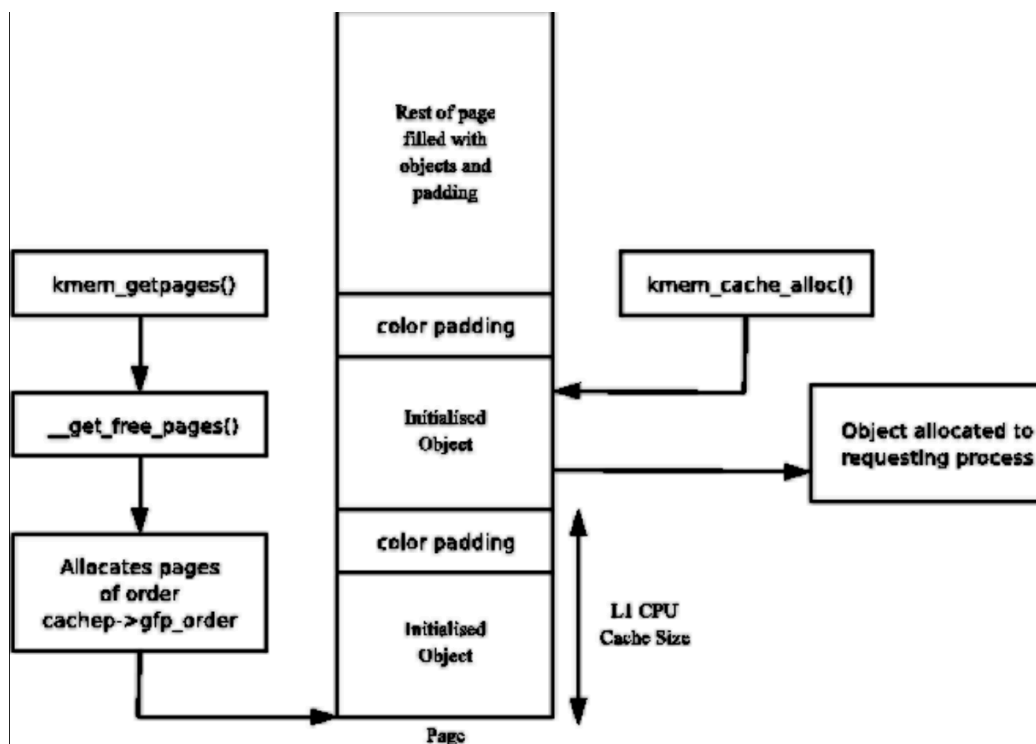 Rest of page
filled with
objects and
padding
kmem_getpages()
kmem_cache_alloc()
color padding
__get_free_pages()
Initialised
Object
Object allocated to
requesting process
color padding
Allocates pages
of order
cachep->gfp_order
L1 CPU
Cache Size
Initialised
Object
Page